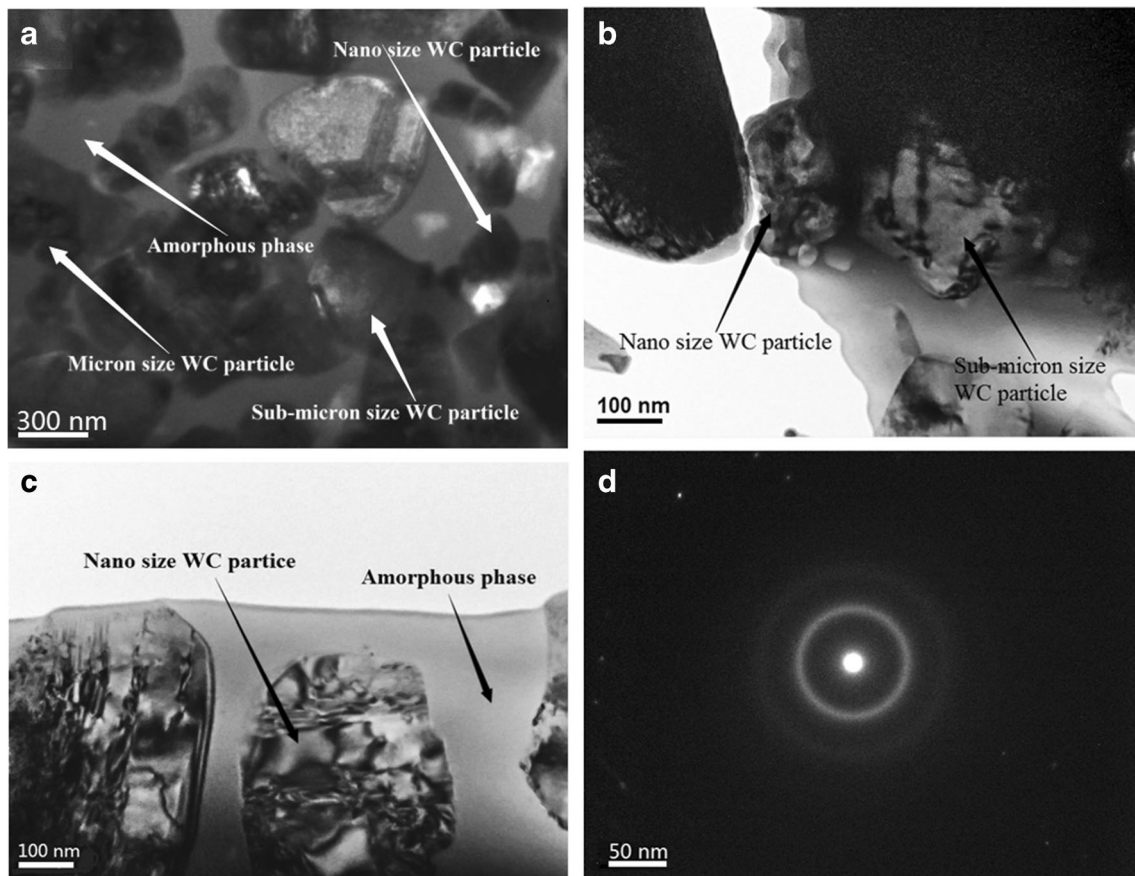 a
Nano size WC particle
Amorphous phase
Micron size WC particle
Sub-micron size WC particle
300 nm
b
Nano size WC particle
Sub-micron size
WC particle
100 nm
c
Nano size WC partice
Amorphous phase
100 nm
d
50 nm